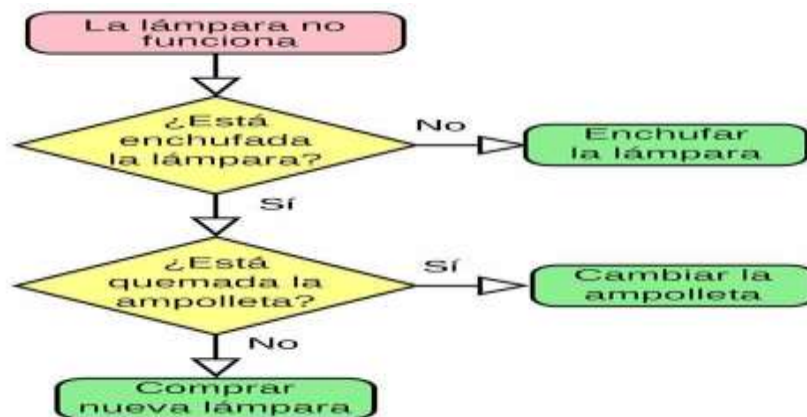 La lámpara no
funciona
¿Está
enchufada
la lámpara?
No
Enchufar
la lámpara
Sí
¿Está
quemada la
ampolleta?
Sí
Cambiar la
ampolleta
No
Comprar
nueva lámpara